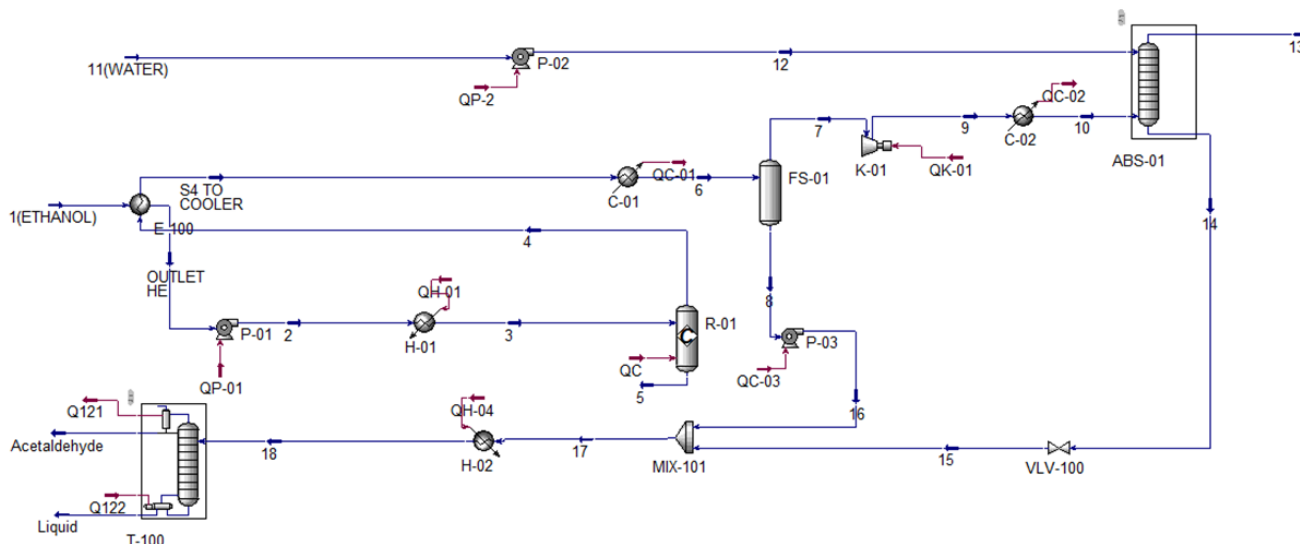 13
11(WATER)
P-02
12
QP-2
QC-02
7
9
C-02
10
ABS-01
FS-01
K-01
QK-01
S4 TO
COOLER
QC-01
6
C-01
1(ETHANOL)
E-100
4
14
OUTLET
HE
QH-01
8
P-01
2
H-01
3
R-01
P-03
QP-01
QC
5
QC-03
16
Q121
QH-04
Acetaldehyde
18
H-02
17
MIX-101
15
VLV-100
Q122
Liquid
T-100